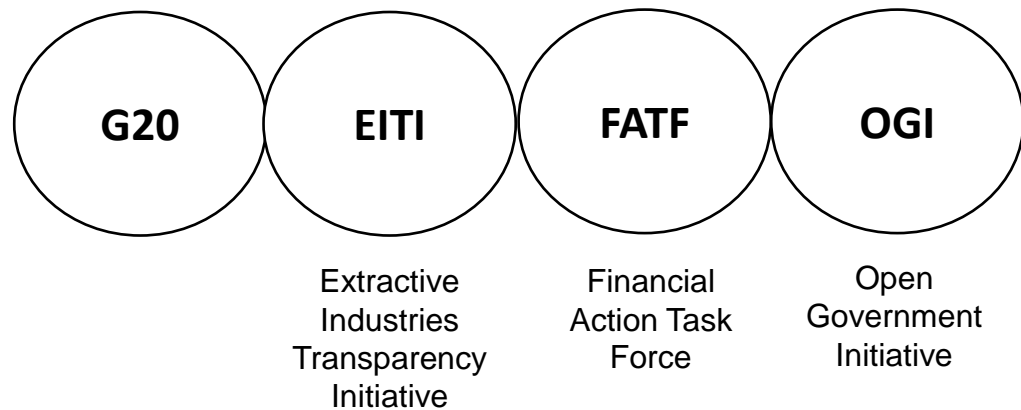 G20
EITI
FATF
OGI
Extractive
Industries
Transparency
Initiative
Financial
Action Task
Force
Open
Government
Initiative